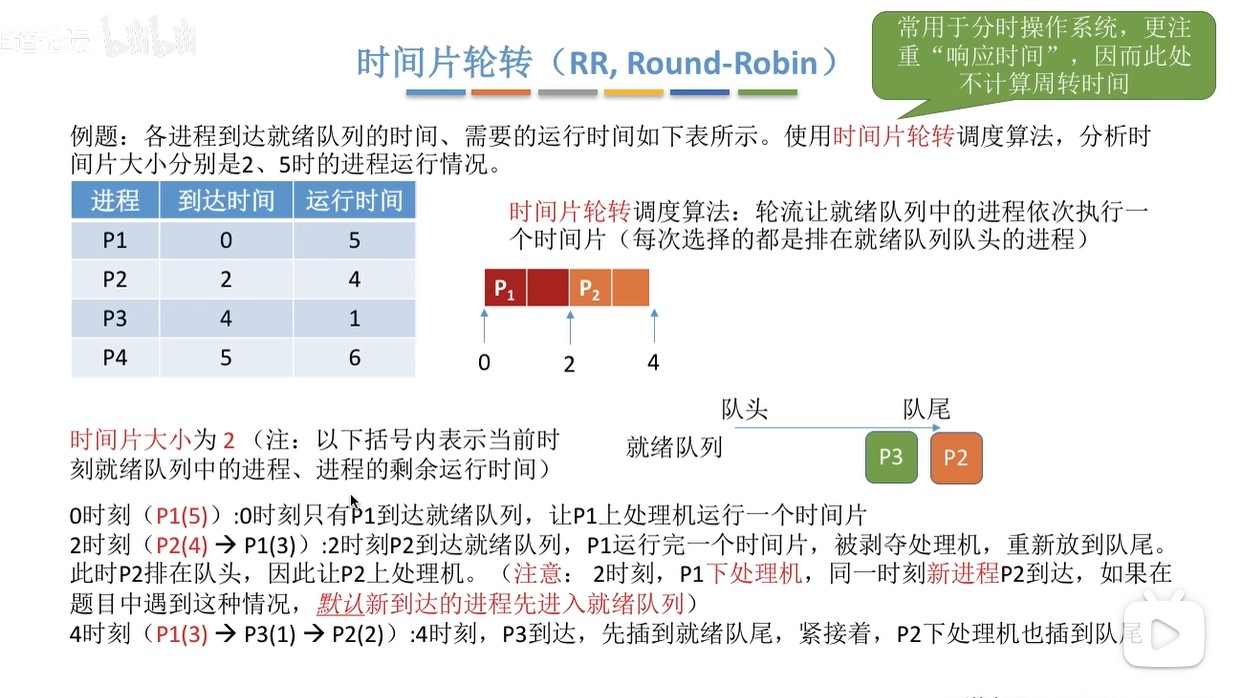 bilibili
常用于分时操作系统，更注
重“响应时间”，因而此处
不计算周转时间
时间片轮转（RR, Round-Robin）
例题：各进程到达就绪队列的时间、需要的运行时间如下表所示。使用时间片轮转调度算法，分析时
间片大小分别是2、5时的进程运行情况。
进程 到达时间 运行时间
P1 0 5
P2 2 4
P3 4 1
P4 5 6
时间片轮转调度算法：轮流让就绪队列中的进程依次执行一
个时间片（每次选择的都是排在就绪队列队头的进程）
P1 P2
0 2 4
队头 队尾
就绪队列 P3 P2
时间片大小为 2 （注：以下括号内表示当前时
刻就绪队列中的进程、进程的剩余运行时间）
0时刻（P1(5)）:0时刻只有P1到达就绪队列，让P1上处理机运行一个时间片
2时刻（P2(4) → P1(3)）:2时刻P2到达就绪队列，P1运行完一个时间片，被剥夺处理机，重新放到队尾。
此时P2排在队头，因此让P2上处理机。（注意： 2时刻，P1下处理机，同一时刻新进程P2到达，如果在
题目中遇到这种情况，默认新到达的进程先进入就绪队列）
4时刻（P1(3) → P3(1) → P2(2)）:4时刻，P3到达，先插到就绪队尾，紧接着，P2下处理机也插到队尾